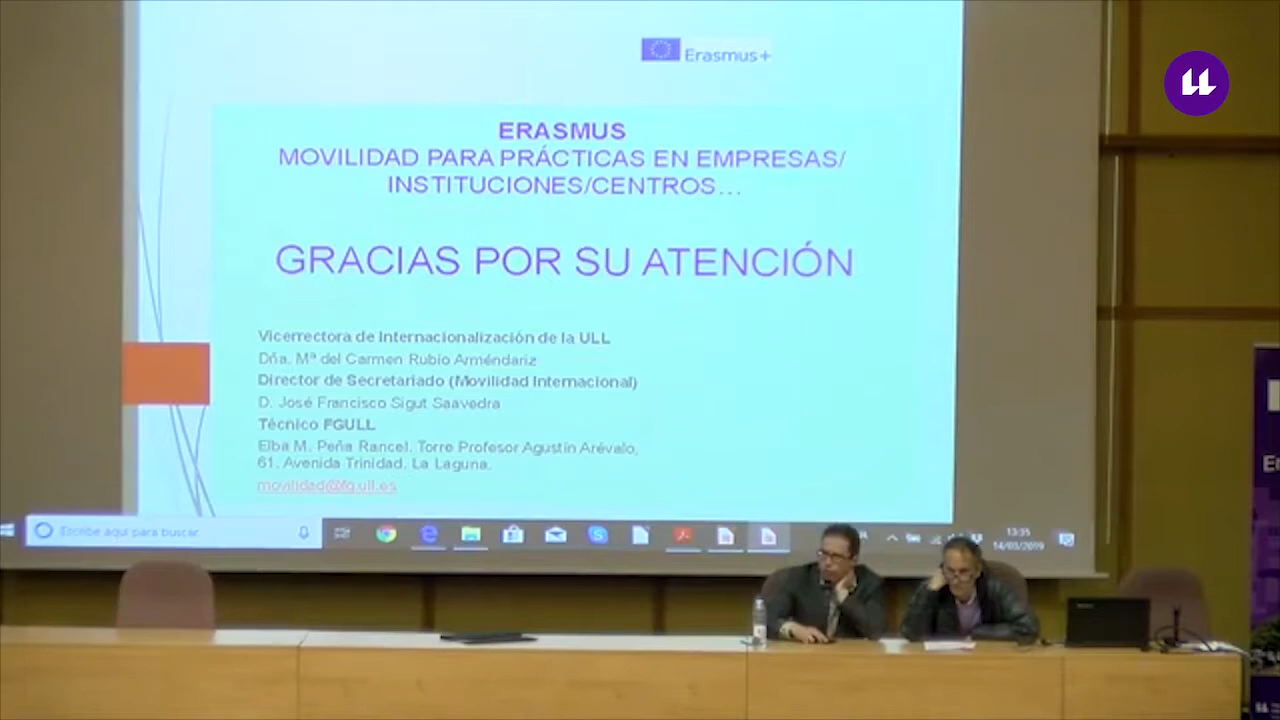 Erasmus+
ERASMUS
MOVILIDAD PARA PRÁCTICAS EN EMPRESAS/
INSTITUCIONES/CENTROS...
GRACIAS POR SU ATENCIÓN
Vicerrectora de Internacionalización de la ULL
Dña. Mª del Carmen Rubio Arméndariz
Director de Secretariado (Movilidad Internacional)
D. José Francisco Sigut Saavedra
Técnico FGULL
Elba M. Peña Rancel. Torre Profesor Agustín Arévalo,
61. Avenida Trinidad. La Laguna.
movilidad@fg.ull.es
Escribe aquí para buscar
13:35
14/03/2019